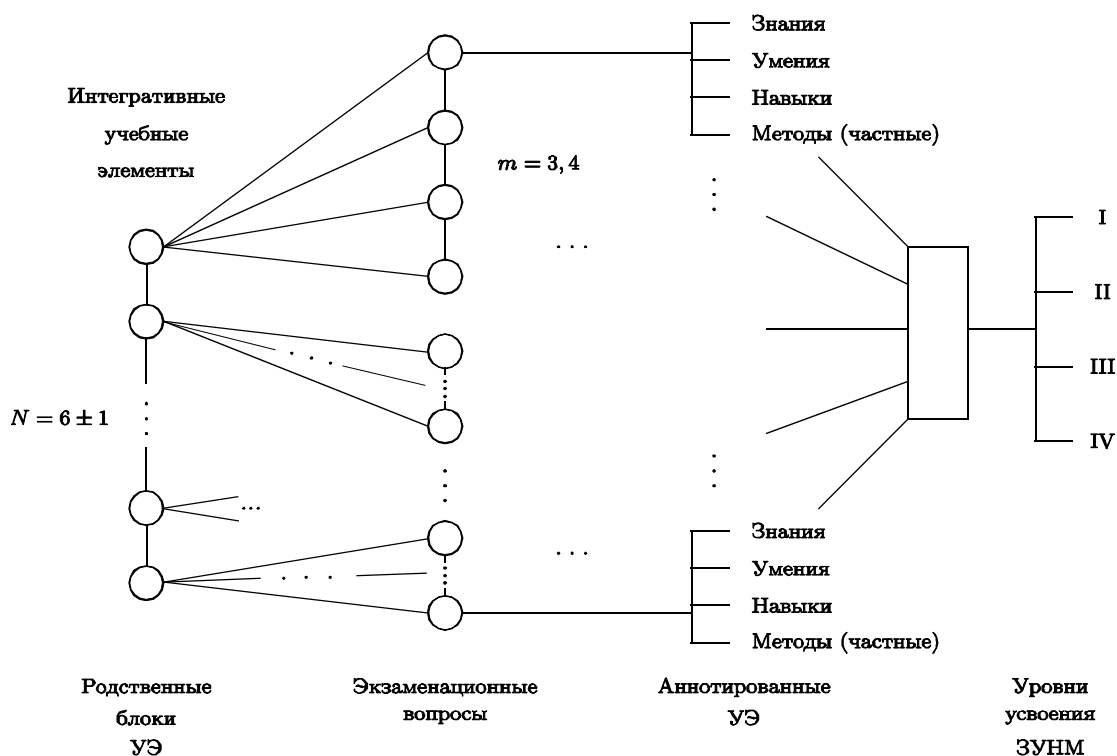 Интегративные
учебные
элементы
N = 6 ± 1
m = 3, 4
. . .
. . .
...
Знания
Умения
Навыки
Методы (частные)
Знания
Умения
Навыки
Методы (частные)
I
II
III
IV
Родственные
блоки
УЭ
Экзаменационные
вопросы
Аннотированные
УЭ
Уровни
усвоения
ЗУНМ